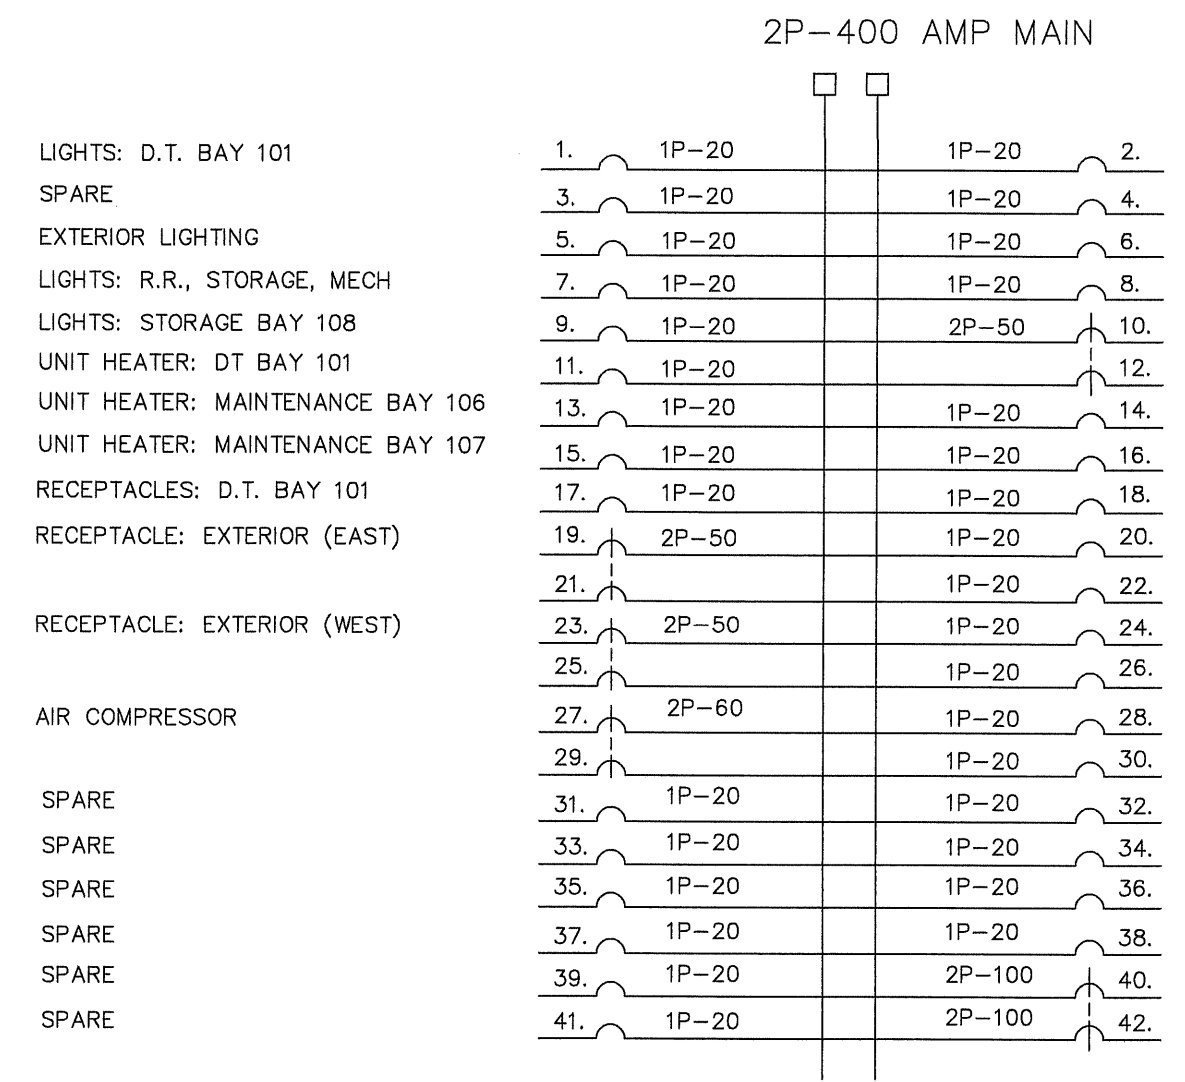 2P-400 AMP MAIN
LIGHTS: D.T. BAY 101 1. 1P-20 1P-20 2.
SPARE 3. 1P-20 1P-20 4.
EXTERIOR LIGHTING 5. 1P-20 1P-20 6.
LIGHTS: R.R., STORAGE, MECH 7. 1P-20 1P-20 8.
LIGHTS: STORAGE BAY 108 9. 1P-20 2P-50 10.
UNIT HEATER: DT BAY 101 11. 1P-20 12.
UNIT HEATER: MAINTENANCE BAY 106 13. 1P-20 1P-20 14.
UNIT HEATER: MAINTENANCE BAY 107 15. 1P-20 1P-20 16.
RECEPTACLES: D.T. BAY 101 17. 1P-20 1P-20 18.
RECEPTACLE: EXTERIOR (EAST) 19. 2P-50 1P-20 20.
21. 1P-20 22.
RECEPTACLE: EXTERIOR (WEST) 23. 2P-50 1P-20 24.
25. 1P-20 26.
AIR COMPRESSOR 27. 2P-60 1P-20 28.
29. 1P-20 30.
SPARE 31. 1P-20 1P-20 32.
SPARE 33. 1P-20 1P-20 34.
SPARE 35. 1P-20 1P-20 36.
SPARE 37. 1P-20 1P-20 38.
SPARE 39. 1P-20 2P-100 40.
SPARE 41. 1P-20 2P-100 42.